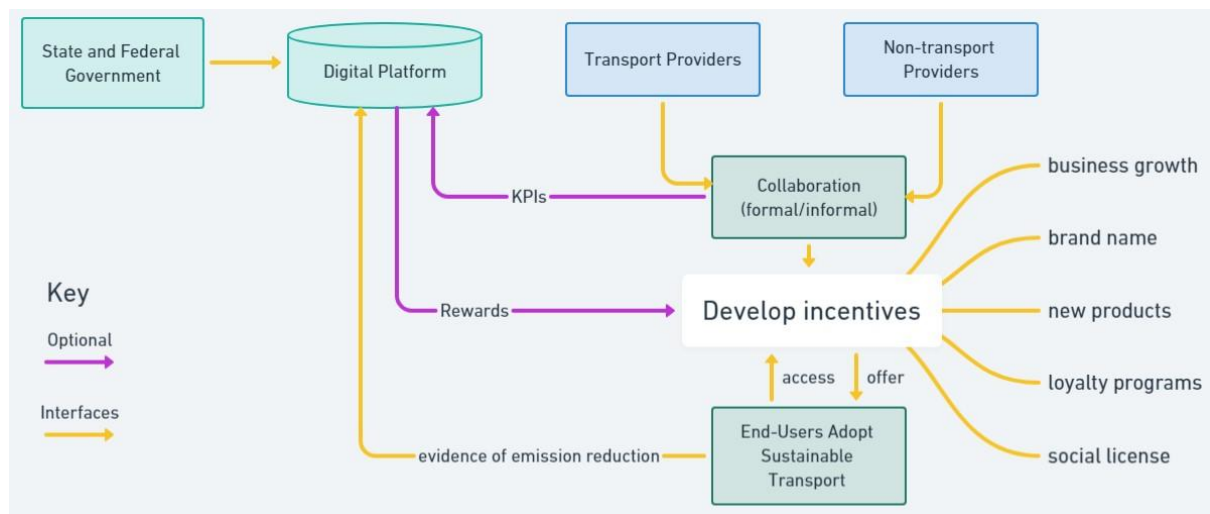 State and Federal
Government
Digital Platform
Transport Providers
Non-transport
Providers
Collaboration
(formal/informal)
KPIs
business growth
brand name
Develop incentives
new products
Rewards
loyalty programs
social license
access
offer
End-Users Adopt
Sustainable
Transport
evidence of emission reduction
Key
Optional
Interfaces